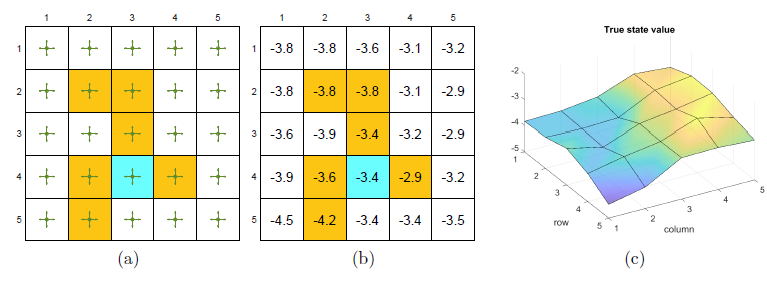 1 2 3 4 5
1
2
3
4
5
(a)
1 2 3 4 5
1 -3.8 -3.8 -3.6 -3.1 -3.2
2 -3.8 -3.8 -3.8 -3.1 -2.9
3 -3.6 -3.9 -3.4 -3.2 -2.9
4 -3.9 -3.6 -3.4 -2.9 -3.2
5 -4.5 -4.2 -3.4 -3.4 -3.5
(b)
True state value
-2
-3
-4
-5
1
2
3
4
5
row
1
2
3
4
5
column
(c)